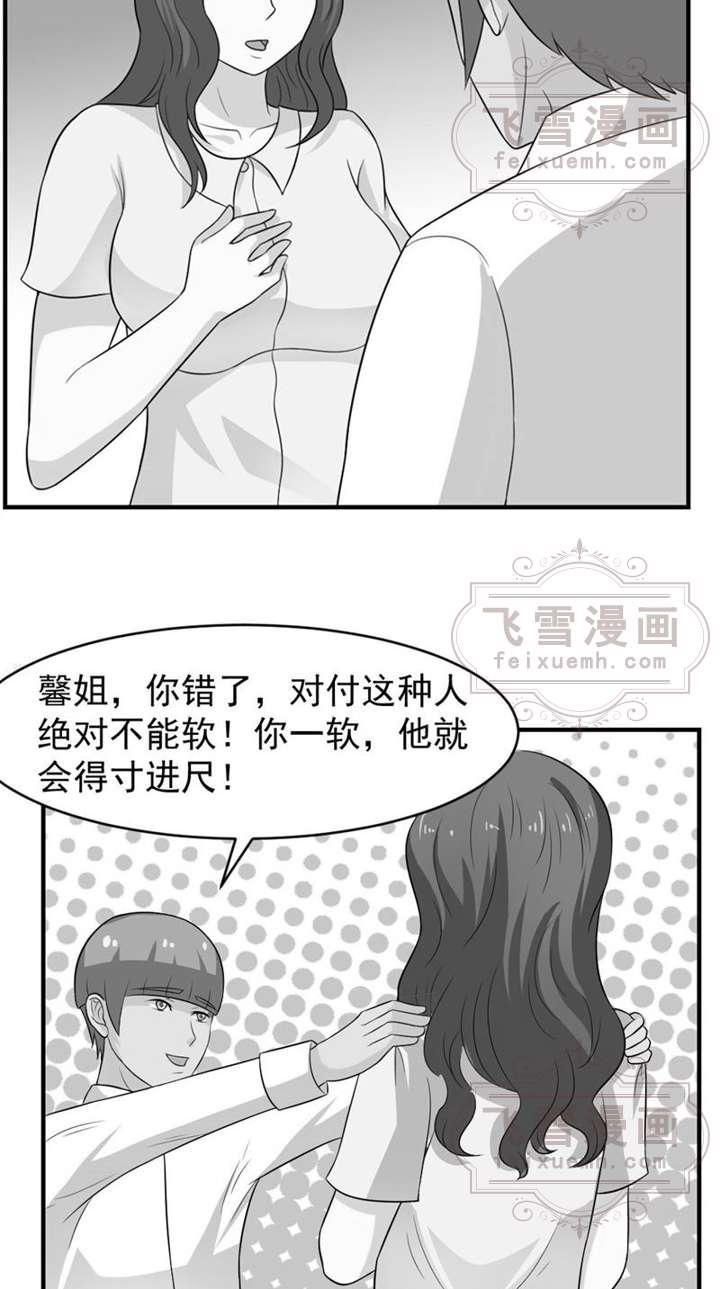 飞雪漫画
feixuemh.com
飞雪漫画
feixuemh.com
馨姐，你错了，对付这种人
绝对不能软！你一软，他就
会得寸进尺！
飞雪漫画
feixuemh.com